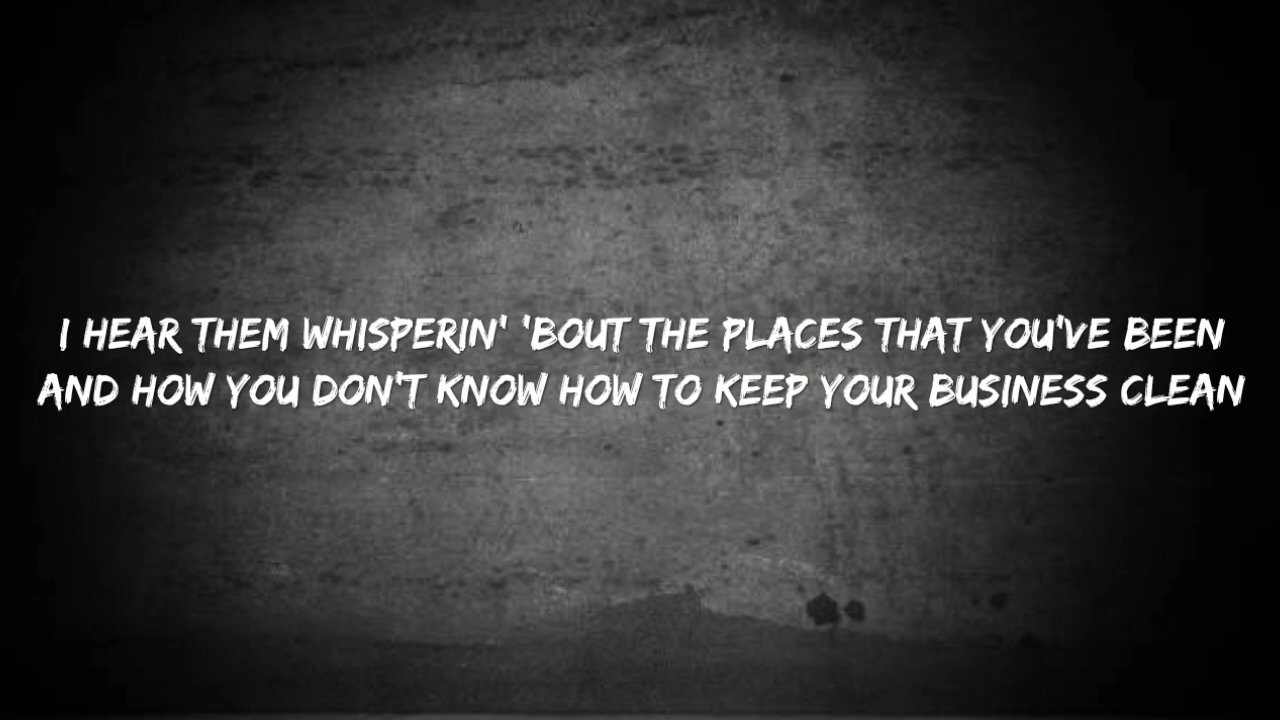 I HEAR THEM WHISPERIN' 'BOUT THE PLACES THAT YOU'VE BEEN
AND HOW YOU DON'T KNOW HOW TO KEEP YOUR BUSINESS CLEAN